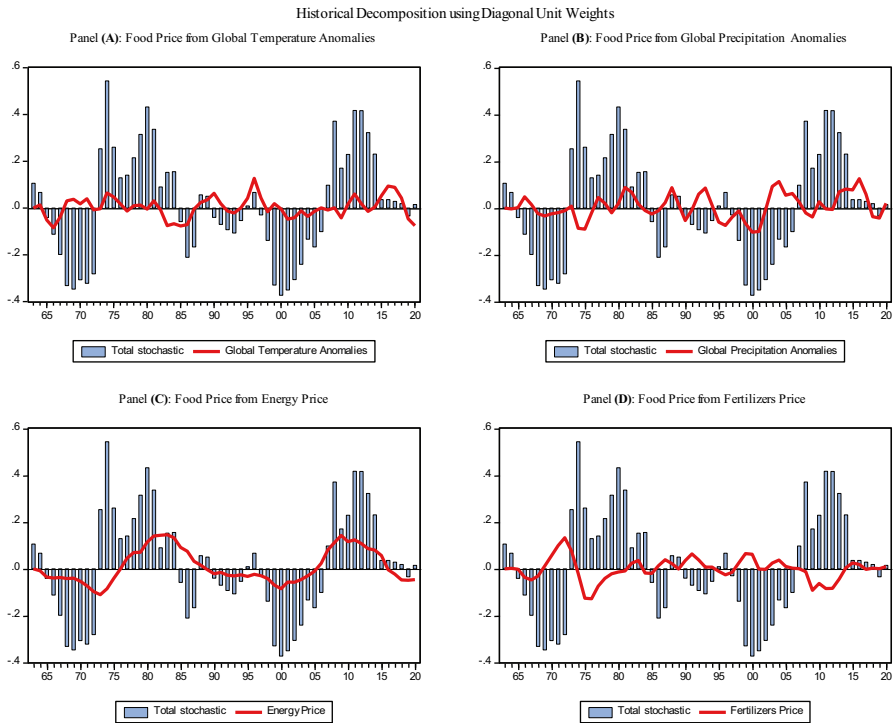 Historical Decomposition using Diagonal Unit Weights
Panel (A): Food Price from Global Temperature Anomalies
.6
.4
.2
.0
-.2
-.4
65 70 75 80 85 90 95 00 05 10 15 20
Total stochastic Global Temperature Anomalies
Panel (B): Food Price from Global Precipitation Anomalies
.6
.4
.2
.0
-.2
-.4
65 70 75 80 85 90 95 00 05 10 15 20
Total stochastic Global Precipitation Anomalies
Panel (C): Food Price from Energy Price
.6
.4
.2
.0
-.2
-.4
65 70 75 80 85 90 95 00 05 10 15 20
Total stochastic Energy Price
Panel (D): Food Price from Fertilizers Price
.6
.4
.2
.0
-.2
-.4
65 70 75 80 85 90 95 00 05 10 15 20
Total stochastic Fertilizers Price